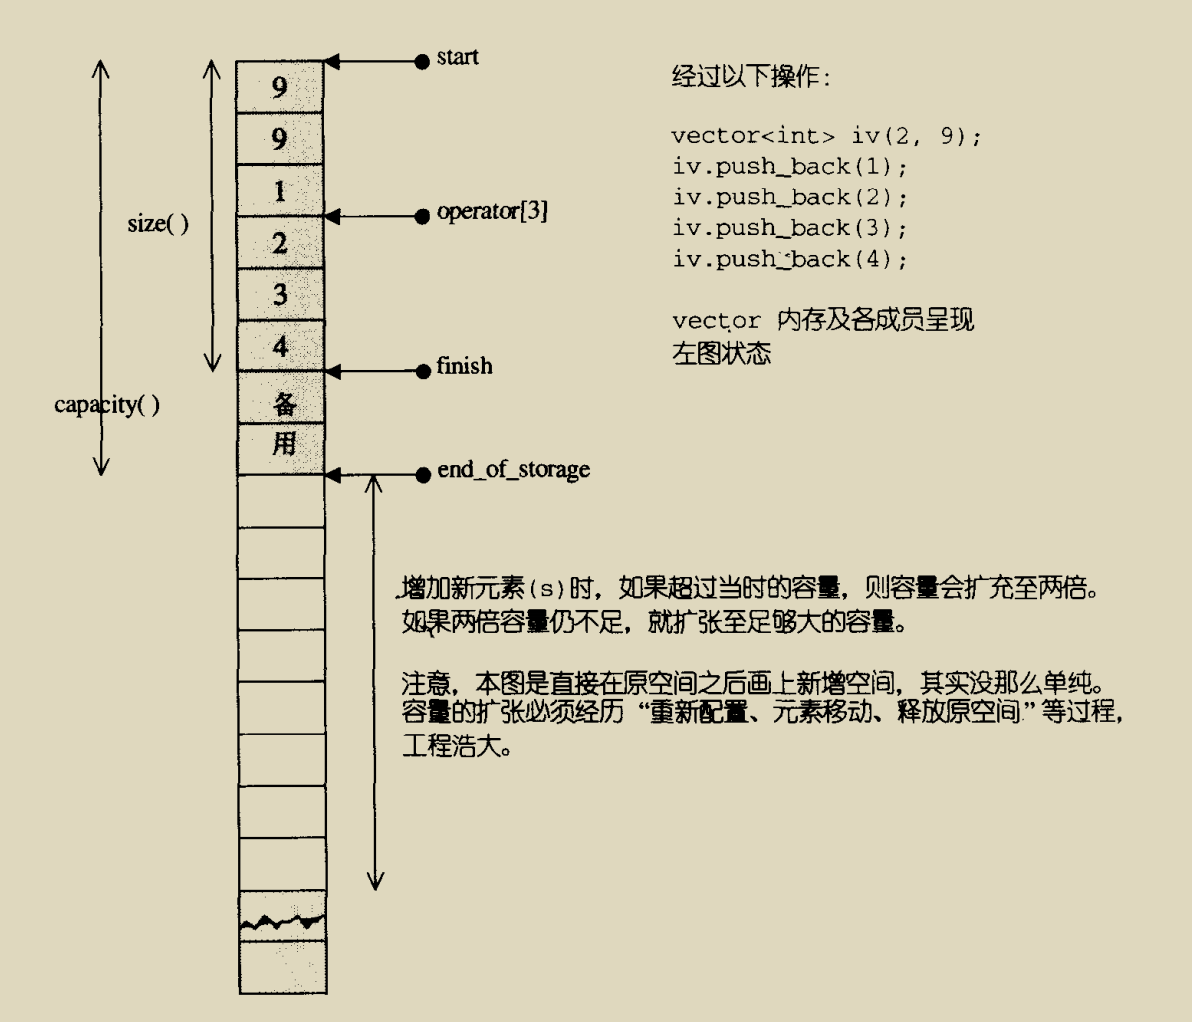 start
9
9
1
operator[3]
size( )
2
3
4
finish
capacity( )
备
用
end_of_storage
经过以下操作:
vector<int> iv(2, 9);
iv.push_back(1);
iv.push_back(2);
iv.push_back(3);
iv.push_back(4);
vector 内存及各成员呈现
左图状态
增加新元素(s)时，如果超过当时的容量，则容量会扩充至两倍。
如果两倍容量仍不足，就扩张至足够大的容量。
注意，本图是直接在原空间之后画上新增空间，其实没那么单纯。
容量的扩张必须经历“重新配置、元素移动、释放原空间”等过程，
工程浩大。